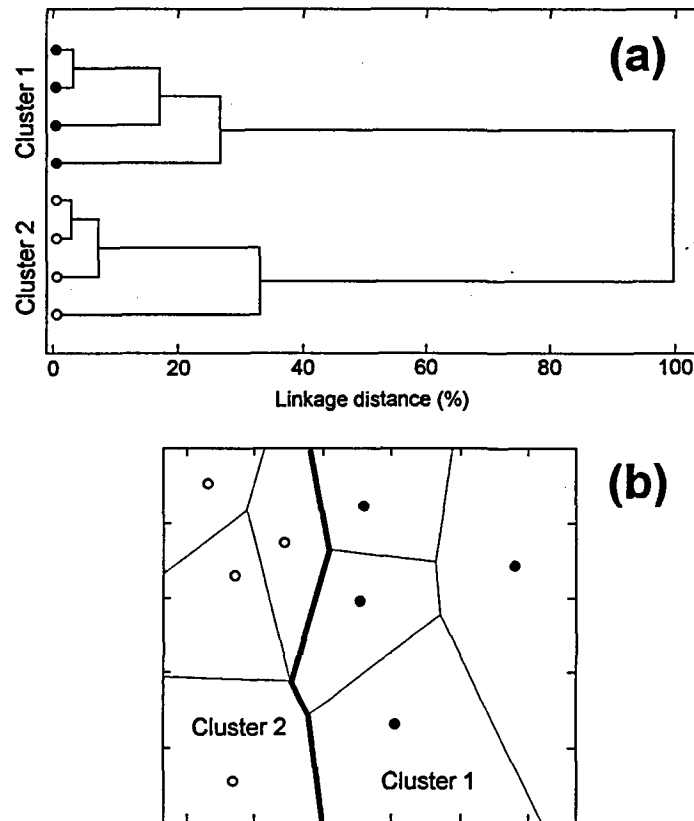 (a)
Cluster 1
Cluster 2
0 20 40 60 80 100
Linkage distance (%)
(b)
Cluster 2
Cluster 1